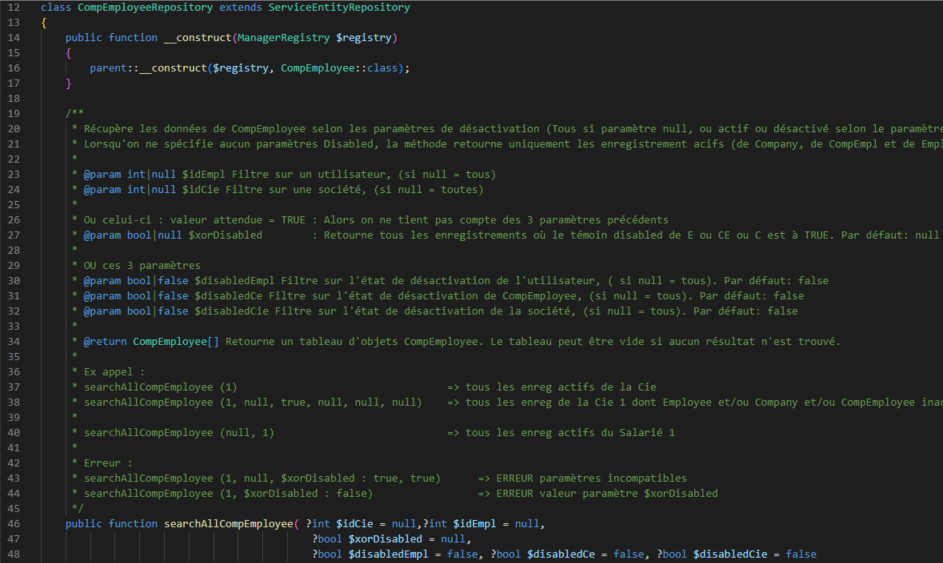 12 class CompEmployeeRepository extends ServiceEntityRepository
13 {
14 public function __construct(ManagerRegistry $registry)
15 {
16 parent::__construct($registry, CompEmployee::class);
17 }
18
19 /**
20 * Récupère les données de CompEmployee selon les paramètres de désactivation (Tous si paramètre null, ou actif ou désactivé selon le paramètre
21 * Lorsqu'on ne spécifie aucun paramètres Disabled, la méthode retourne uniquement les enregistrement acifs (de Company, de CompEmpl et de Empl
22 *
23 * @param int|null $idEmpl Filtre sur un utilisateur, (si null = tous)
24 * @param int|null $idCie Filtre sur une société, (si null = toutes)
25 *
26 * Ou celui-ci : valeur attendue = TRUE : Alors on ne tient pas compte des 3 paramètres précédents
27 * @param bool|null $xorDisabled : Retourne tous les enregistrements où le témoin disabled de E ou CE ou C est à TRUE. Par défaut: null
28 *
29 * OU ces 3 paramètres
30 * @param bool|false $disabledEmpl Filtre sur l'état de désactivation de l'utilisateur, ( si null = tous). Par défaut: false
31 * @param bool|false $disabledCe Filtre sur l'état de désactivation de CompEmployee, (si null = tous). Par défaut: false
32 * @param bool|false $disabledCie Filtre sur l'état de désactivation de la société, (si null = tous). Par défaut: false
33 *
34 * @return CompEmployee[] Retourne un tableau d'objets CompEmployee. Le tableau peut être vide si aucun résultat n'est trouvé.
35 *
36 * Ex appel :
37 * searchAllCompEmployee (1) => tous les enreg actifs de la Cie
38 * searchAllCompEmployee (1, null, true, null, null, null) => tous les enreg de la Cie 1 dont Employee et/ou Company et/ou CompEmployee inac
39 *
40 * searchAllCompEmployee (null, 1) => tous les enreg actifs du Salarié 1
41 *
42 * Erreur :
43 * searchAllCompEmployee (1, null, $xorDisabled : true, true) => ERREUR paramètres incompatibles
44 * searchAllCompEmployee (1, $xorDisabled : false) => ERREUR valeur paramètre $xorDisabled
45 */
46 public function searchAllCompEmployee( ?int $idCie = null,?int $idEmpl = null,
47 ?bool $xorDisabled = null,
48 ?bool $disabledEmpl = false, ?bool $disabledCe = false, ?bool $disabledCie = false